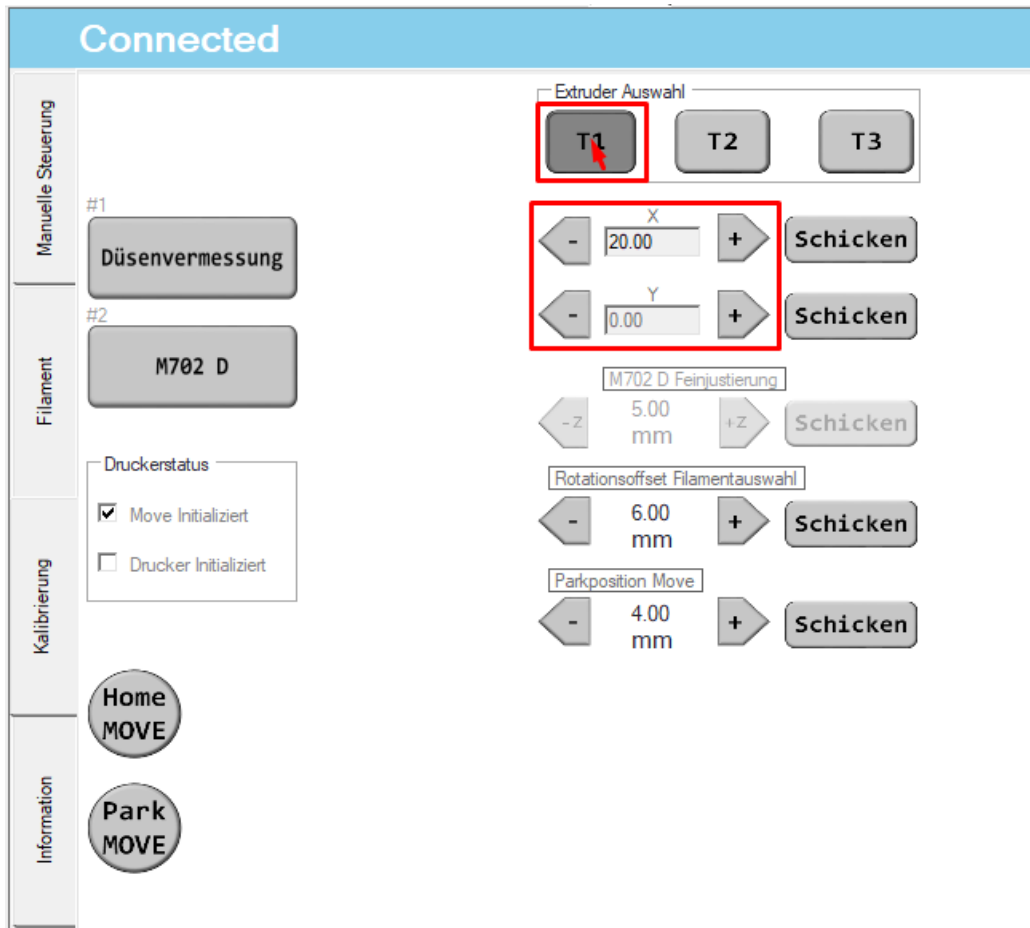 Connected
Manuelle Steuerung
Filament
Kalibrierung
Information
#1
Düsenvermessung
#2
M702 D
Druckerstatus
Move Initializiert
Drucker Initializiert
Home
MOVE
Park
MOVE
Extruder Auswahl
T1 T2 T3
X
- 20.00 + Schicken
Y
- 0.00 + Schicken
M702 D Feinjustierung
-Z 5.00 mm +Z Schicken
Rotationsoffset Filamentauswahl
- 6.00 mm + Schicken
Parkposition Move
- 4.00 mm + Schicken